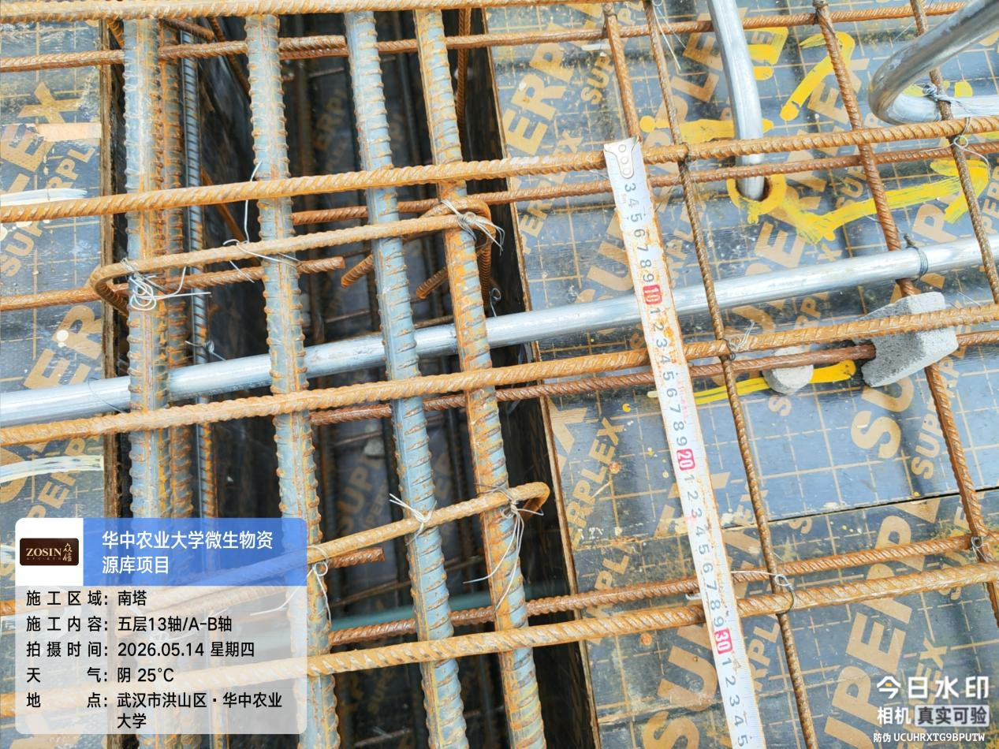 SUPERPLEX
3 4 5 6 7 8 9 10 1 2 3 4 5 6 7 8 9 20 1 2 3 4 5 6 7 8 9 30 1 2 3 4 5
ZOSIN 众信
华中农业大学微生物资
源库项目
施工区域：南塔
施工内容：五层13轴/A-B轴
拍摄时间：2026.05.14 星期四
天气：阴 25°C
地点：武汉市洪山区·华中农业
大学
今日水印
相机 真实可验
防伪 UCUHRXTG9BPUTW